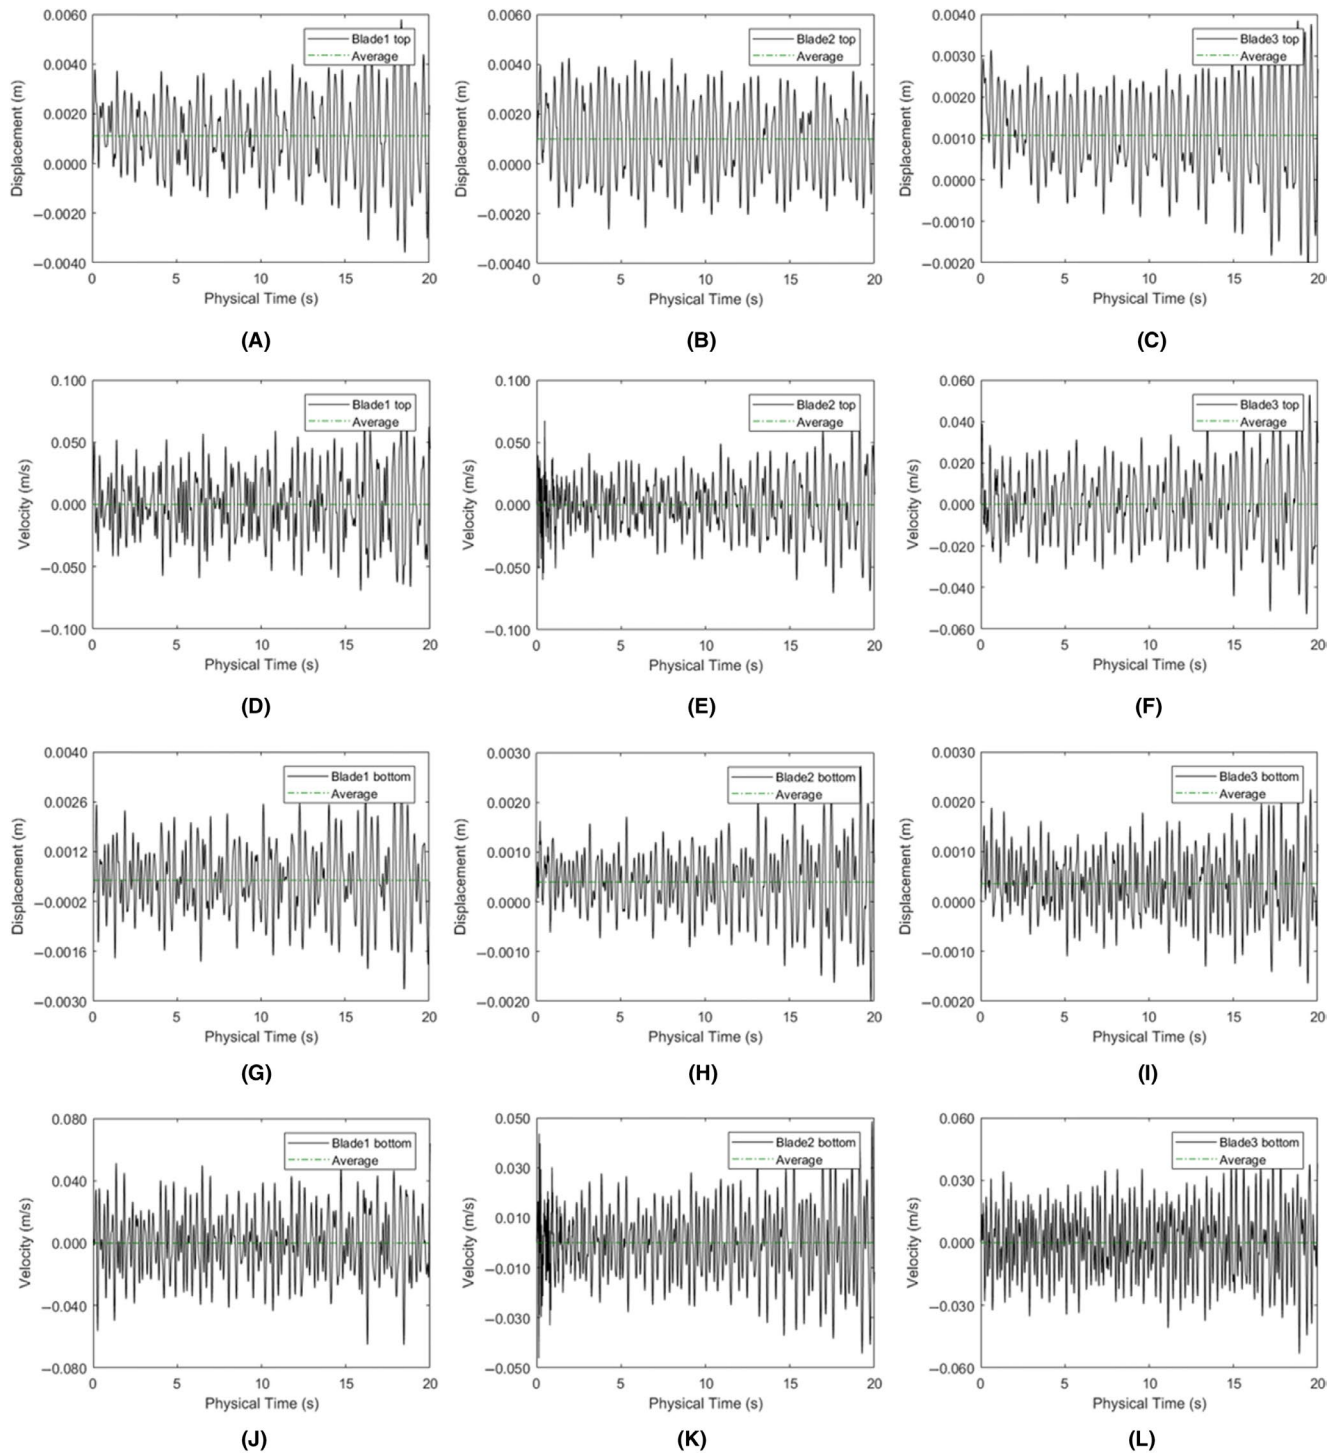 0.0060
0.0040
0.0020
0.0000
−0.0020
−0.0040
Displacement (m)
Blade1 top
Average
0 5 10 15 20
Physical Time (s)
(A)
0.0060
0.0040
0.0020
0.0000
−0.0020
−0.0040
Displacement (m)
Blade2 top
Average
0 5 10 15 20
Physical Time (s)
(B)
0.0040
0.0030
0.0020
0.0010
0.0000
−0.0010
−0.0020
Displacement (m)
Blade3 top
Average
0 5 10 15 20
Physical Time (s)
(C)
0.100
0.050
0.000
−0.050
−0.100
Velocity (m/s)
Blade1 top
Average
0 5 10 15 20
Physical Time (s)
(D)
0.100
0.050
0.000
−0.050
−0.100
Velocity (m/s)
Blade2 top
Average
0 5 10 15 20
Physical Time (s)
(E)
0.060
0.040
0.020
0.000
−0.020
−0.040
−0.060
Velocity (m/s)
Blade3 top
Average
0 5 10 15 20
Physical Time (s)
(F)
0.0040
0.0026
0.0012
−0.0002
−0.0016
−0.0030
Displacement (m)
Blade1 bottom
Average
0 5 10 15 20
Physical Time (s)
(G)
0.0030
0.0020
0.0010
0.0000
−0.0010
−0.0020
Displacement (m)
Blade2 bottom
Average
0 5 10 15 20
Physical Time (s)
(H)
0.0030
0.0020
0.0010
0.0000
−0.0010
−0.0020
Displacement (m)
Blade3 bottom
Average
0 5 10 15 20
Physical Time (s)
(I)
0.080
0.040
0.000
−0.040
−0.080
Velocity (m/s)
Blade1 bottom
Average
0 5 10 15 20
Physical Time (s)
(J)
0.050
0.030
0.010
−0.010
−0.030
−0.050
Velocity (m/s)
Blade2 bottom
Average
0 5 10 15 20
Physical Time (s)
(K)
0.060
0.030
0.000
−0.030
−0.060
Velocity (m/s)
Blade3 bottom
Average
0 5 10 15 20
Physical Time (s)
(L)